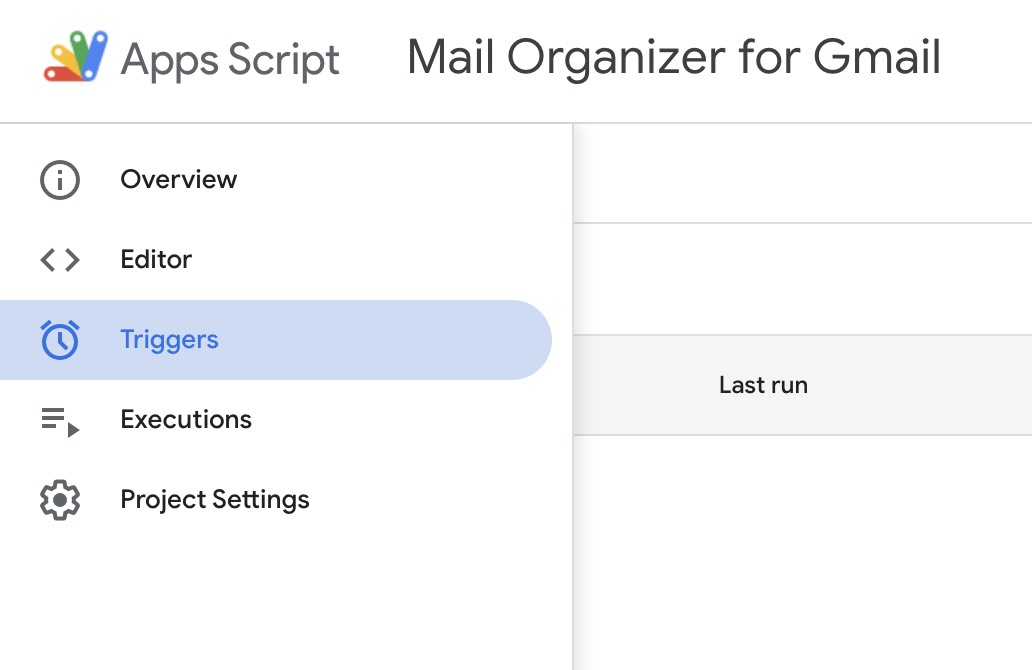 Apps Script Mail Organizer for Gmail
Overview
Editor
Triggers
Last run
Executions
Project Settings